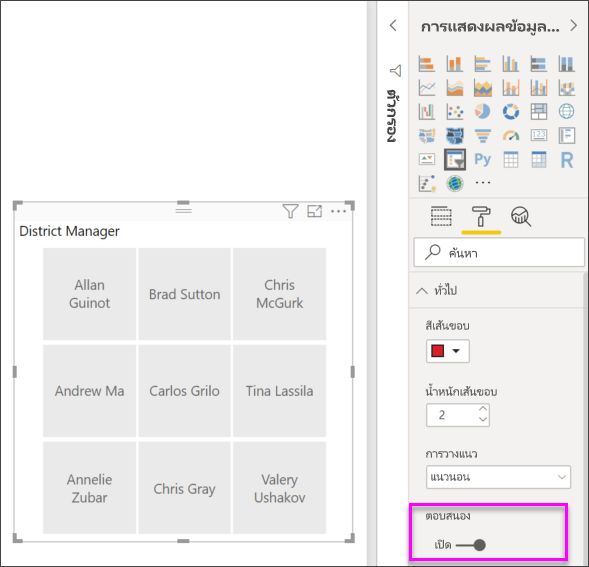 District Manager
Allan
Guinot
Brad Sutton
Chris
McGurk
Andrew Ma
Carlos Grilo
Tina Lassila
Annelie
Zubar
Chris Gray
Valery
Ushakov
ตัวกรอง
การแสดงผลข้อมูล...
123
Py
R
ค้นหา
ทั่วไป
สีเส้นขอบ
น้ำหนักเส้นขอบ
2
การวางแนว
แนวนอน
ตอบสนอง
เปิด